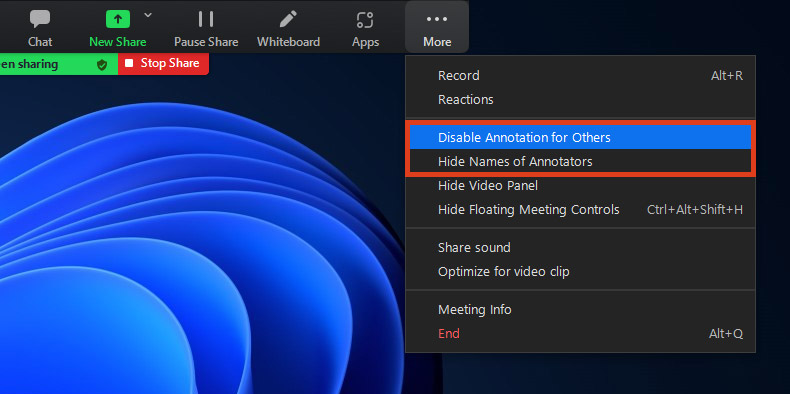 Chat
New Share
Pause Share
Whiteboard
Apps
More
en sharing
Stop Share
Record Alt+R
Reactions
Disable Annotation for Others
Hide Names of Annotators
Hide Video Panel
Hide Floating Meeting Controls Ctrl+Alt+Shift+H
Share sound
Optimize for video clip
Meeting Info
End Alt+Q